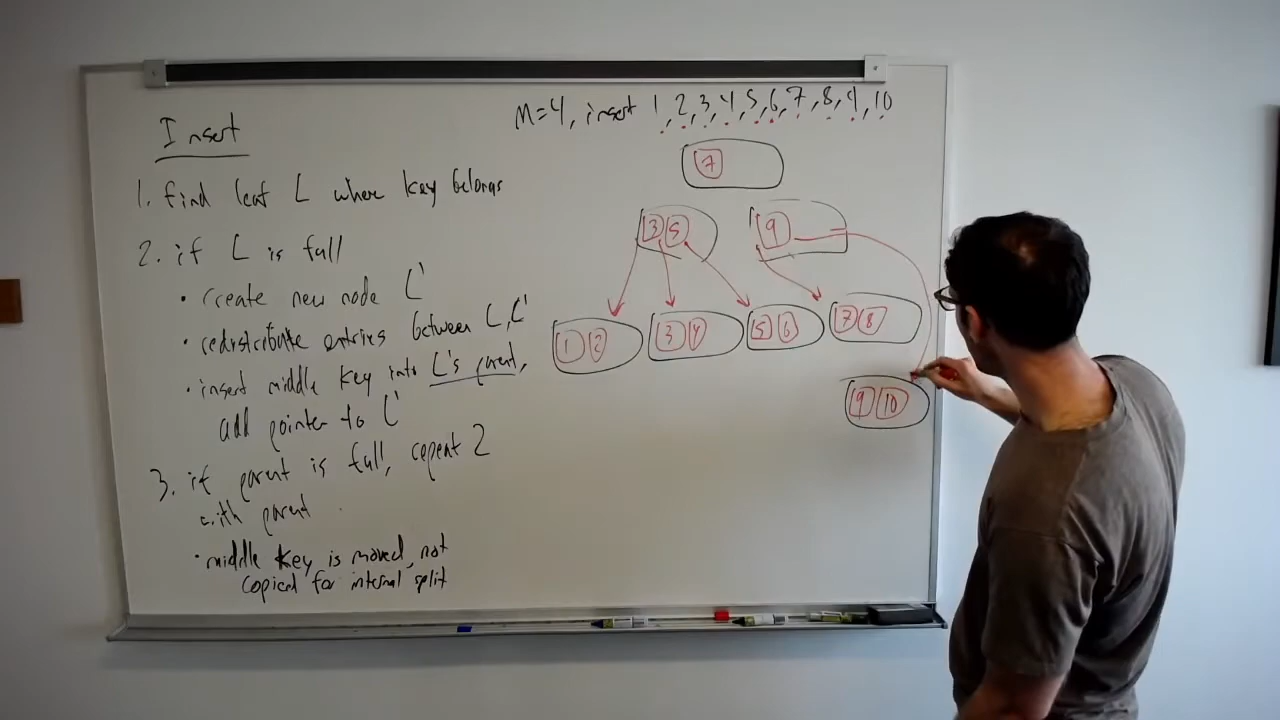 Insert
1. find leaf L where key belongs
2. if L is full
• create new node L'
• redistribute entries between L, L'
• insert middle key into L's parent,
add pointer to L'
3. if parent is full, repeat 2
with parent
• middle key is moved, not
copied for internal split
M=4, insert 1,2,3,4,5,6,7,8,9,10
7
3 5
9
1 2
3 4
5 6
7 8
9 10